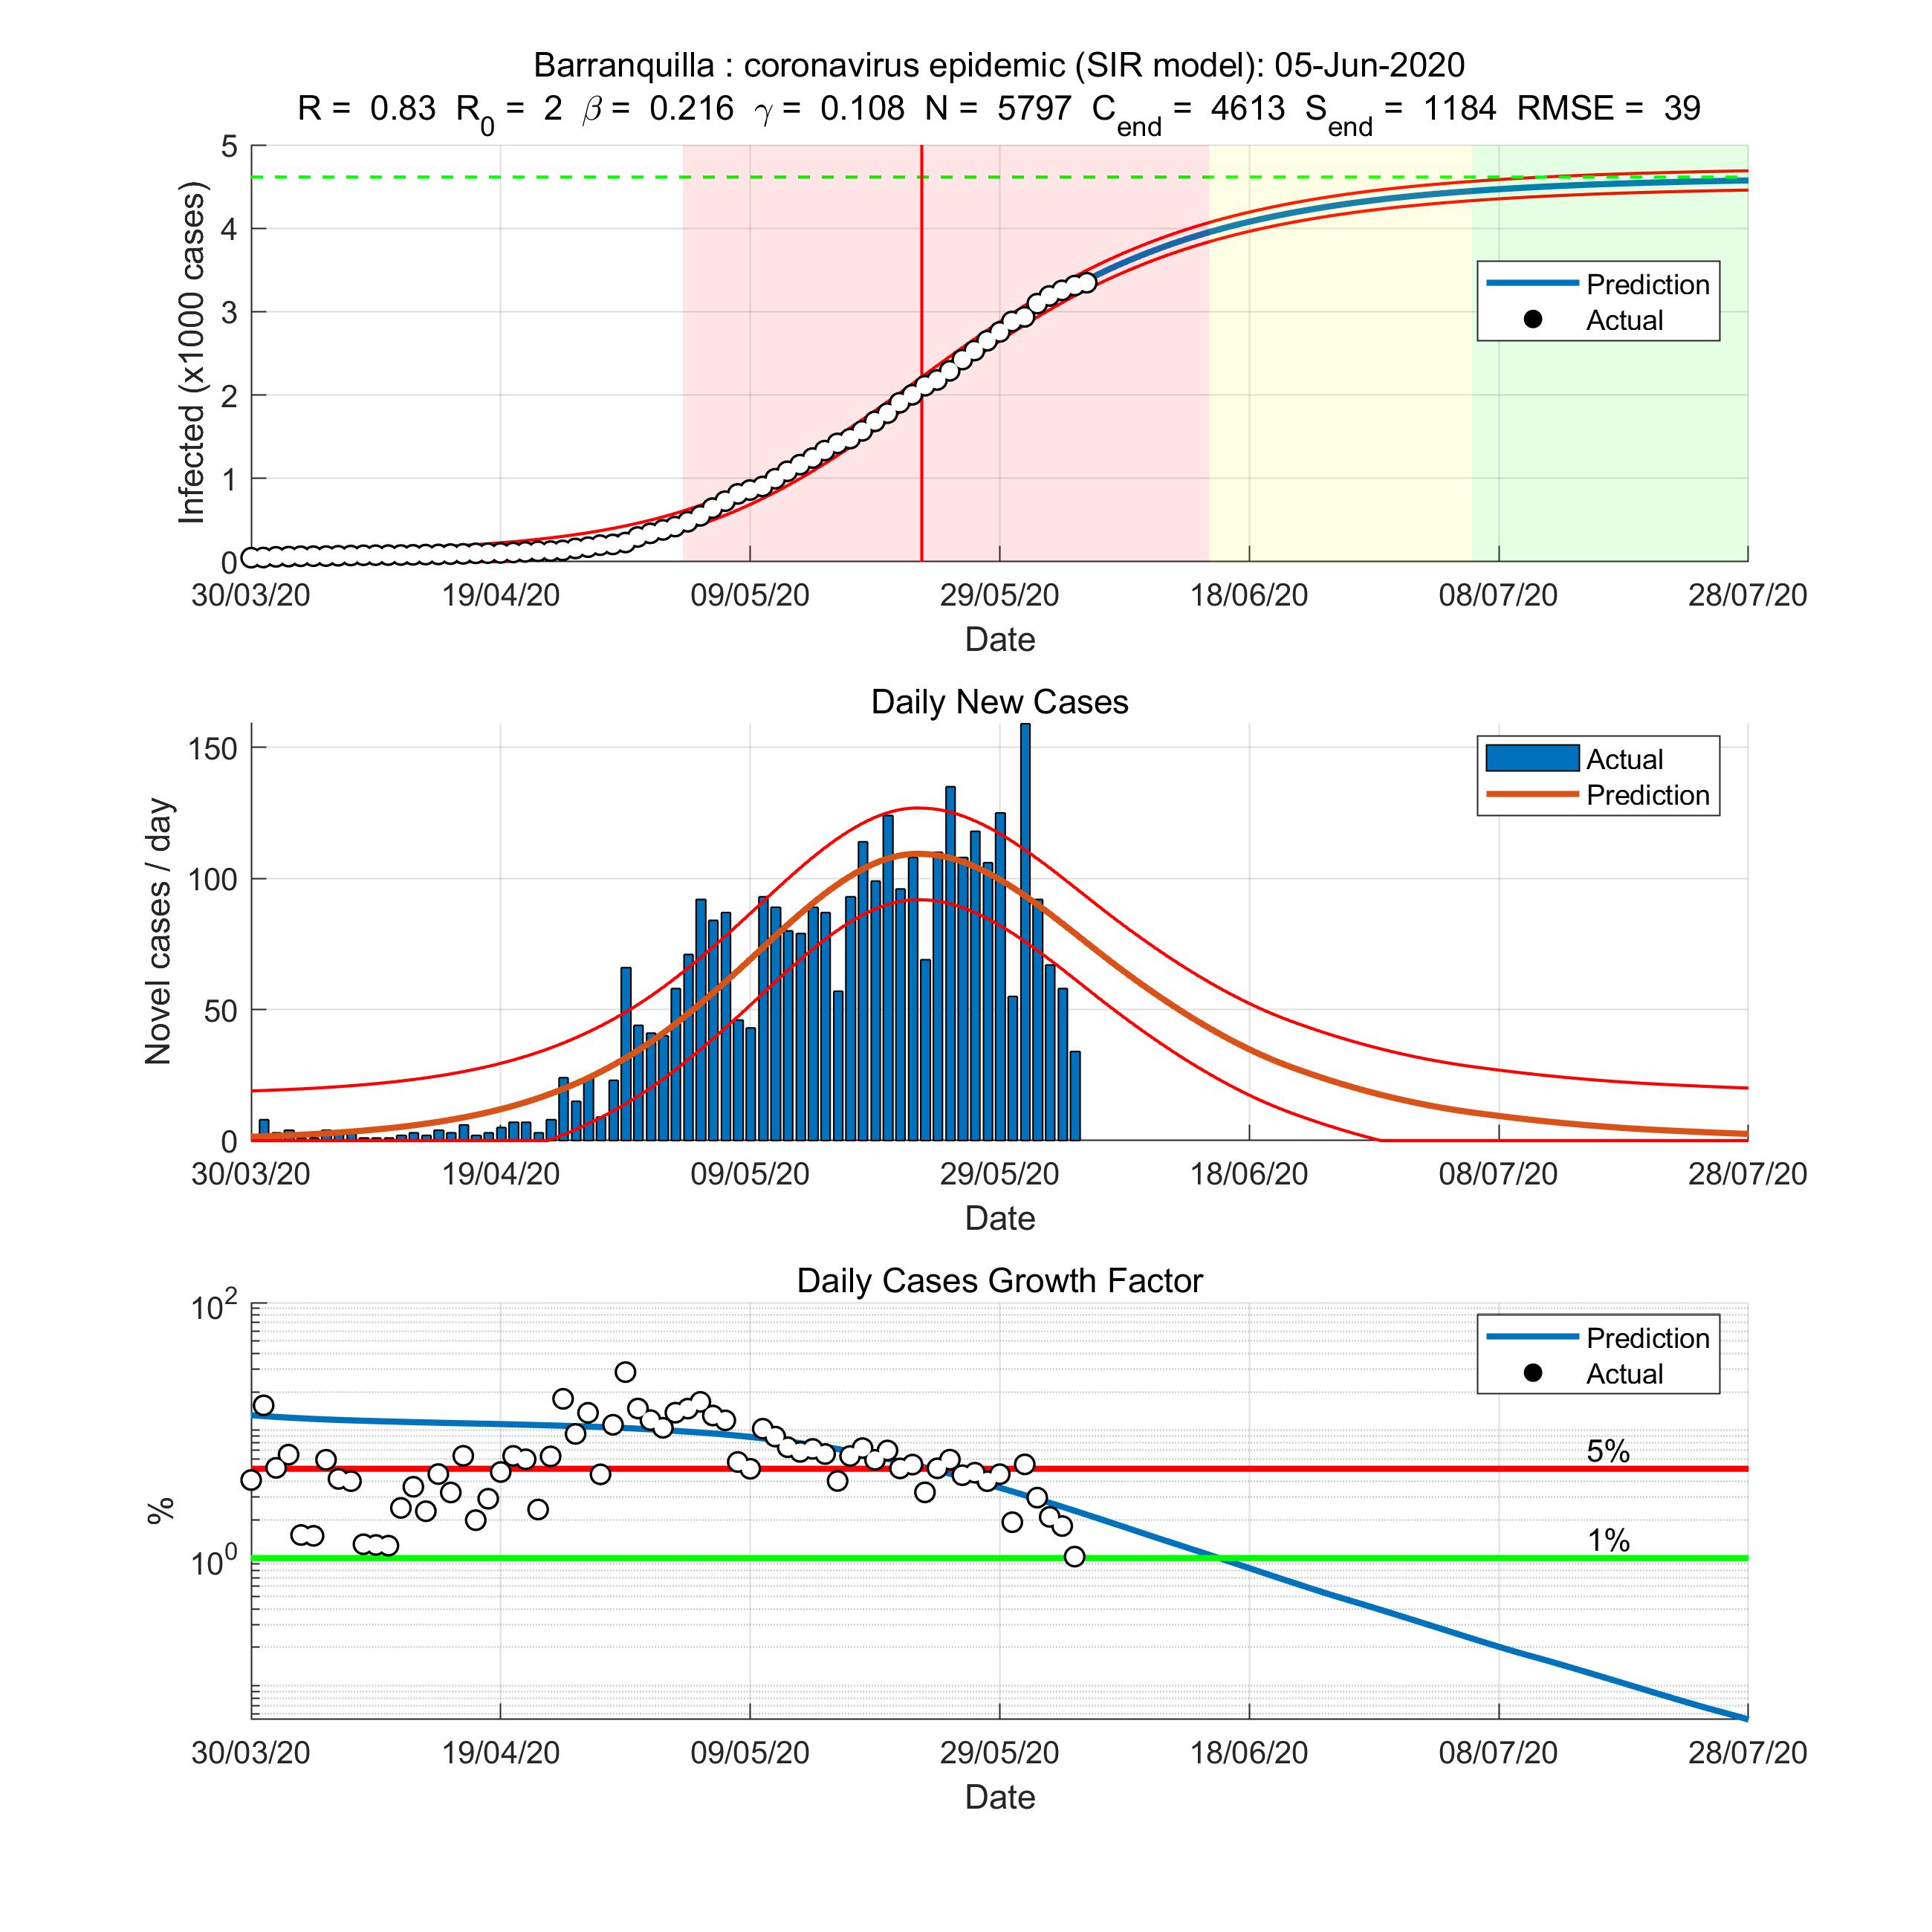 Barranquilla : coronavirus epidemic (SIR model): 05-Jun-2020
R = 0.83 R0 = 2 β = 0.216 γ = 0.108 N = 5797 Cend = 4613 Send = 1184 RMSE = 39
5
4
3
2
1
0
Infected (x1000 cases)
Prediction
Actual
30/03/20 19/04/20 09/05/20 29/05/20 18/06/20 08/07/20 28/07/20
Date
Daily New Cases
150
100
50
0
Novel cases / day
Actual
Prediction
30/03/20 19/04/20 09/05/20 29/05/20 18/06/20 08/07/20 28/07/20
Date
Daily Cases Growth Factor
10^2
10^0
%
Prediction
Actual
5%
1%
30/03/20 19/04/20 09/05/20 29/05/20 18/06/20 08/07/20 28/07/20
Date